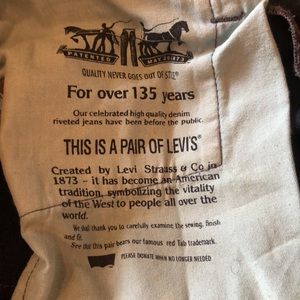 PATENTED MAY 20 1873
QUALITY NEVER GOES OUT OF STYLE®
For over 135 years
Our celebrated high quality denim
riveted jeans have been before the public.
THIS IS A PAIR OF LEVI'S®
Created by Levi Strauss & Co in
1873 – it has become an American
tradition, symbolizing the vitality
of the West to people all over the
world.
We shall thank you to carefully examine the sewing, finish
and fit.
See that this pair bears our famous red Tab trademark.
PLEASE DONATE WHEN NO LONGER NEEDED